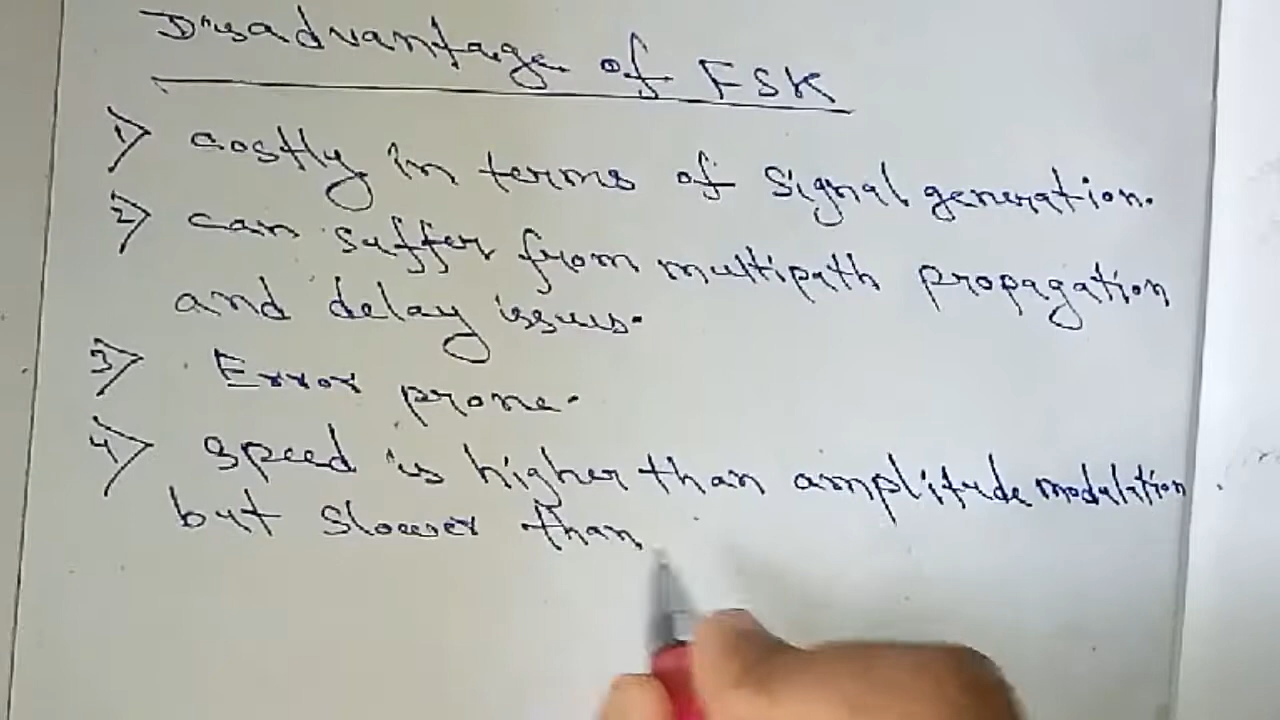 Disadvantage of FSK
1) costly in terms of signal generation.
2) can suffer from multipath propagation
and delay issues.
3) Error prone.
4) speed is higher than amplitude modulation
but slower than